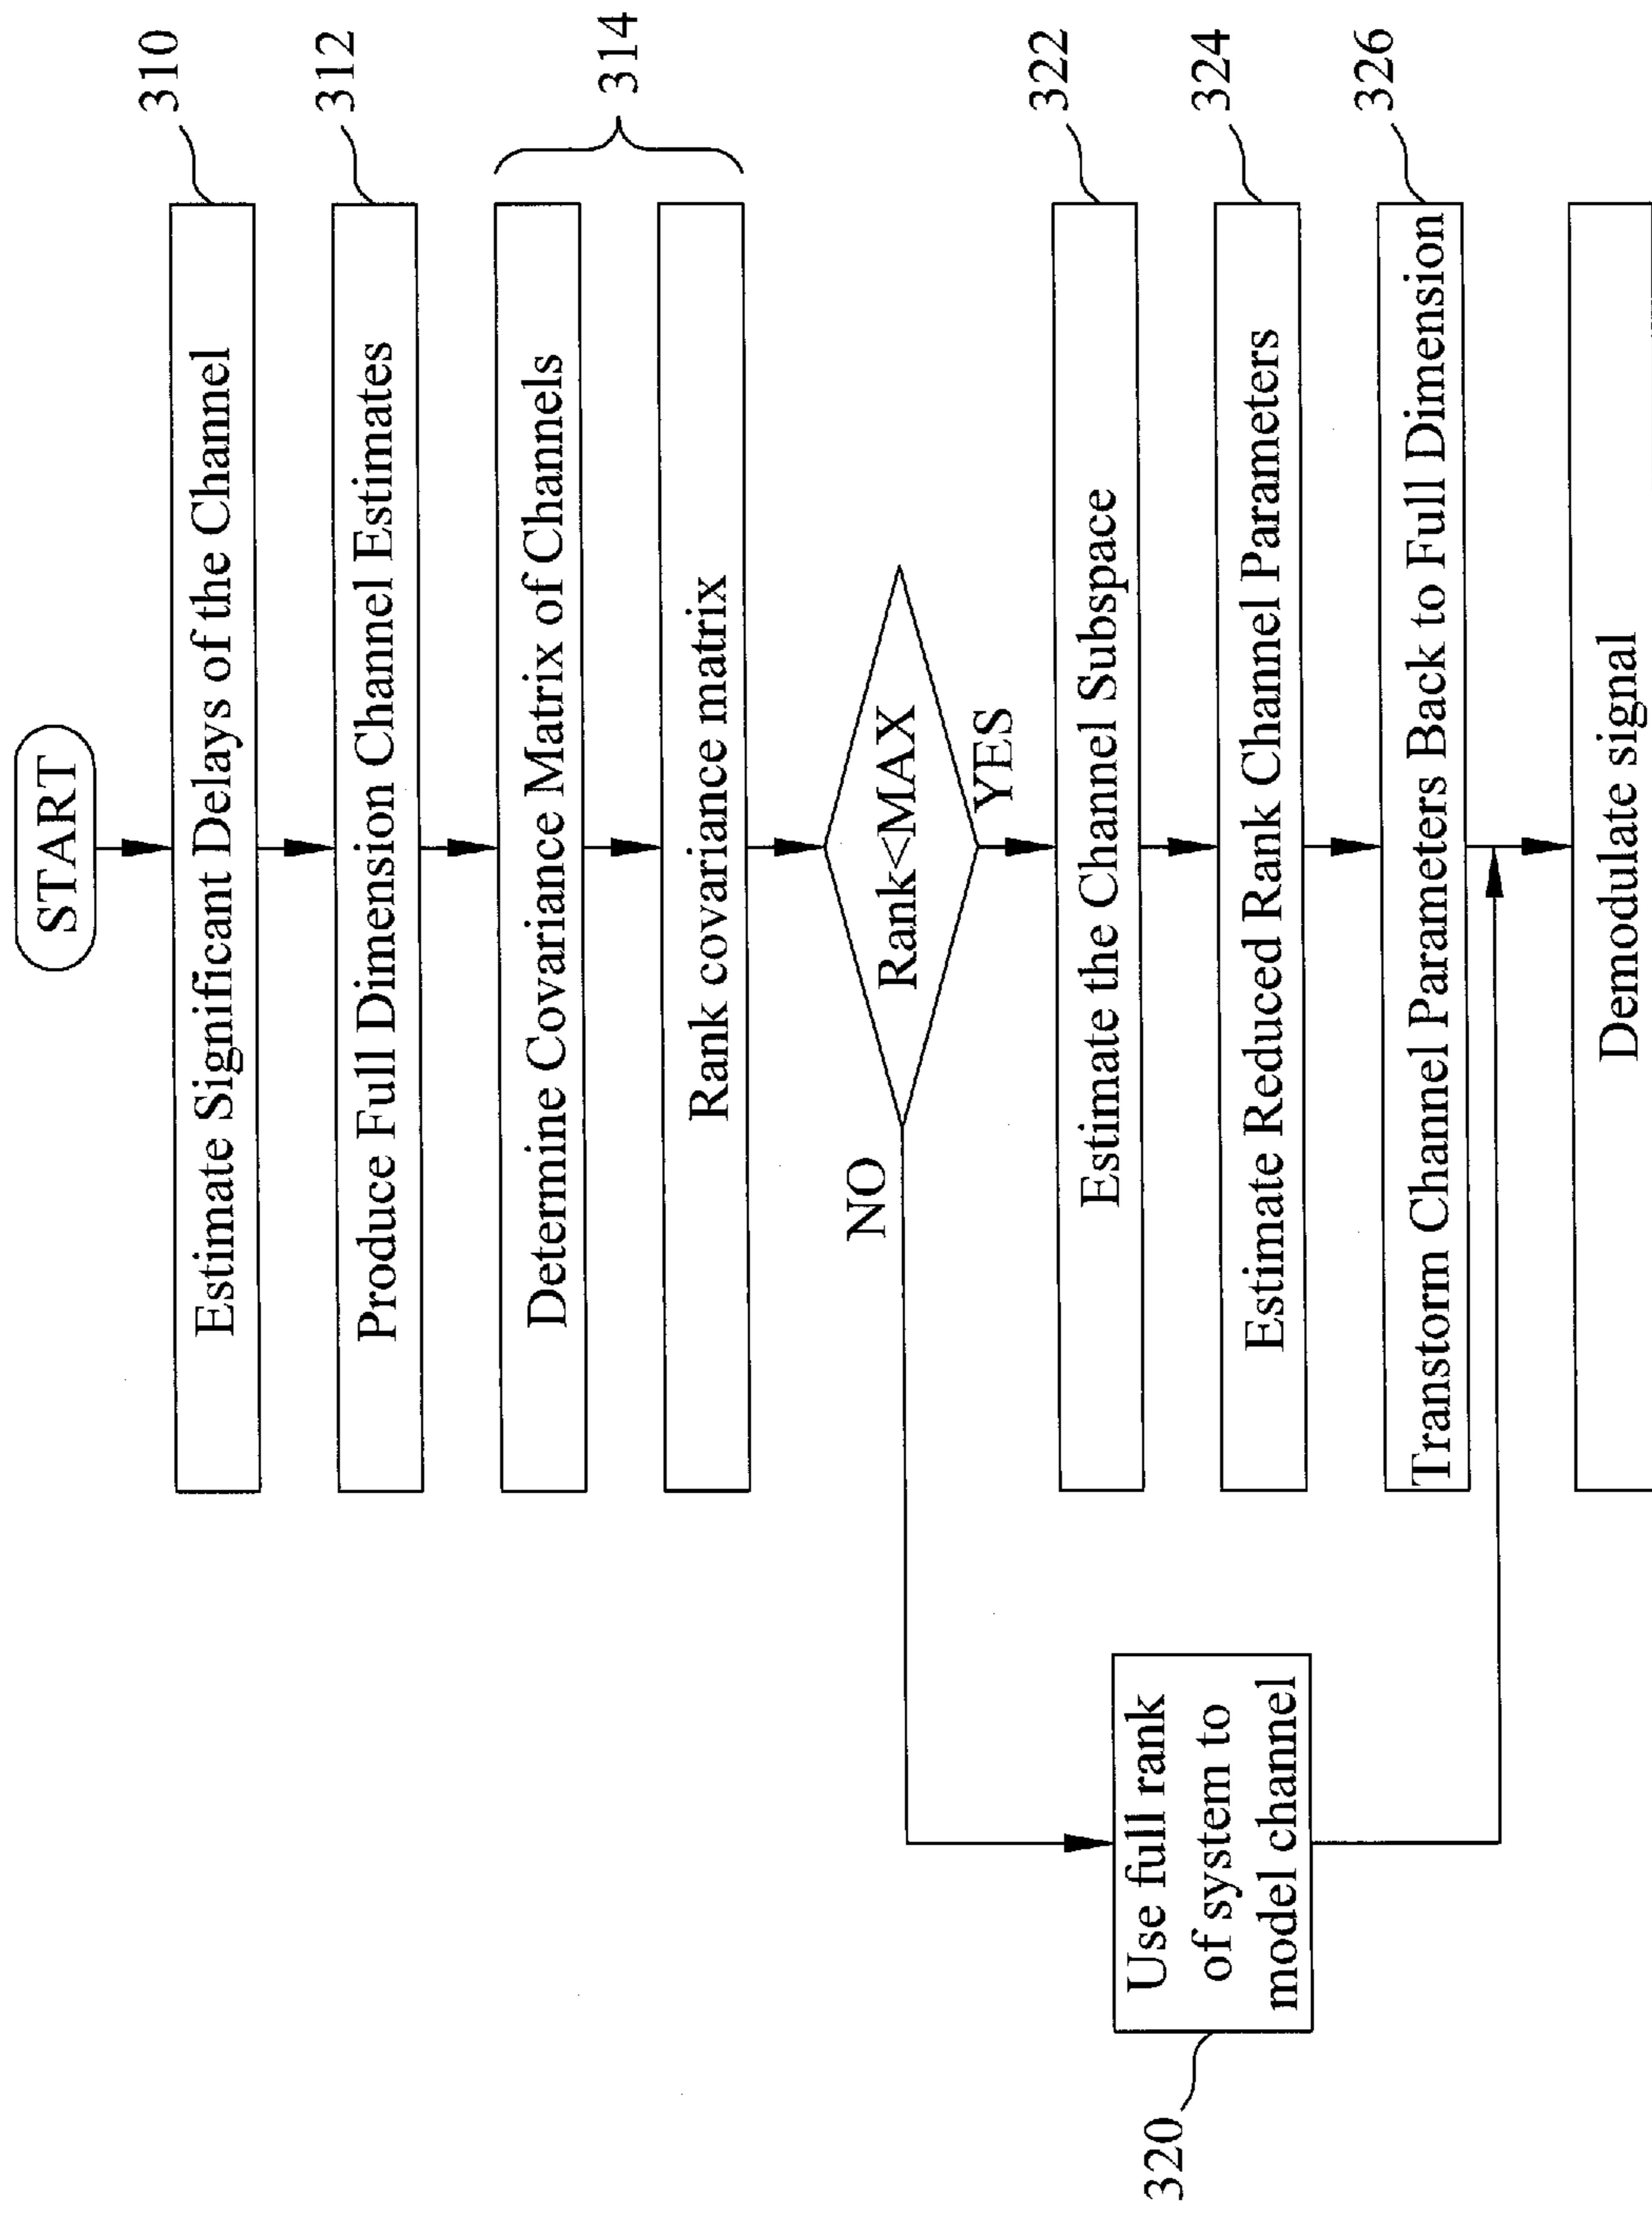 START
310
Estimate Significant Delays of the Channel
312
Produce Full Dimension Channel Estimates
314
Determine Covariance Matrix of Channels
Rank covariance matrix
Rank<MAX
NO
YES
322
Estimate the Channel Subspace
324
Estimate Reduced Rank Channel Parameters
326
Transtorm Channel Parameters Back to Full Dimension
320
Use full rank
of system to
model channel
Demodulate signal